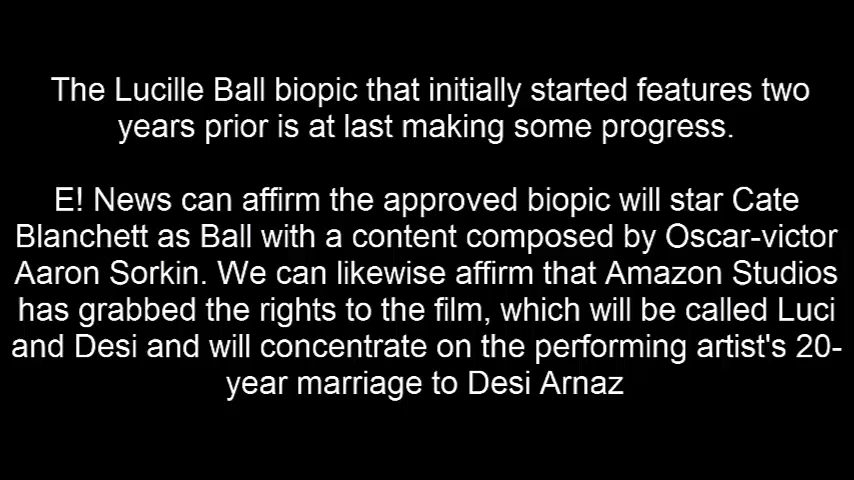 The Lucille Ball biopic that initially started features two
years prior is at last making some progress.
E! News can affirm the approved biopic will star Cate
Blanchett as Ball with a content composed by Oscar-victor
Aaron Sorkin. We can likewise affirm that Amazon Studios
has grabbed the rights to the film, which will be called Luci
and Desi and will concentrate on the performing artist's 20-
year marriage to Desi Arnaz